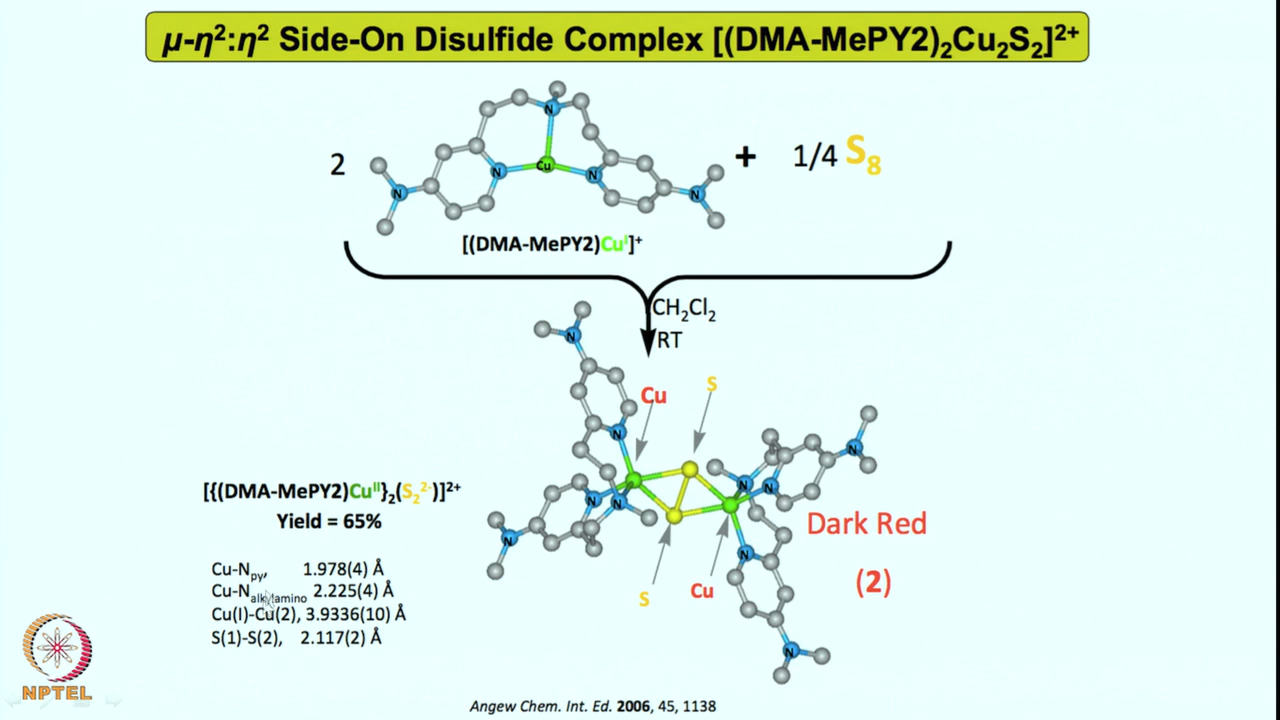 μ-η²:η² Side-On Disulfide Complex [(DMA-MePY2)₂Cu₂S₂]²⁺
2
N
N
Cu
N
N
N
+
1/4 S₈
[(DMA-MePY2)Cuᴵ]⁺
CH₂Cl₂
RT
N
Cu
S
N
N
N
N
N
N
N
N
N
S
Cu
Dark Red
(2)
[{(DMA-MePY2)Cuᴵᴵ}₂(S₂²⁻)]²⁺
Yield = 65%
Cu-Npy, 1.978(4) Å
Cu-Nalkylamino 2.225(4) Å
Cu(I)-Cu(2), 3.9336(10) Å
S(1)-S(2), 2.117(2) Å
NPTEL
Angew Chem. Int. Ed. 2006, 45, 1138